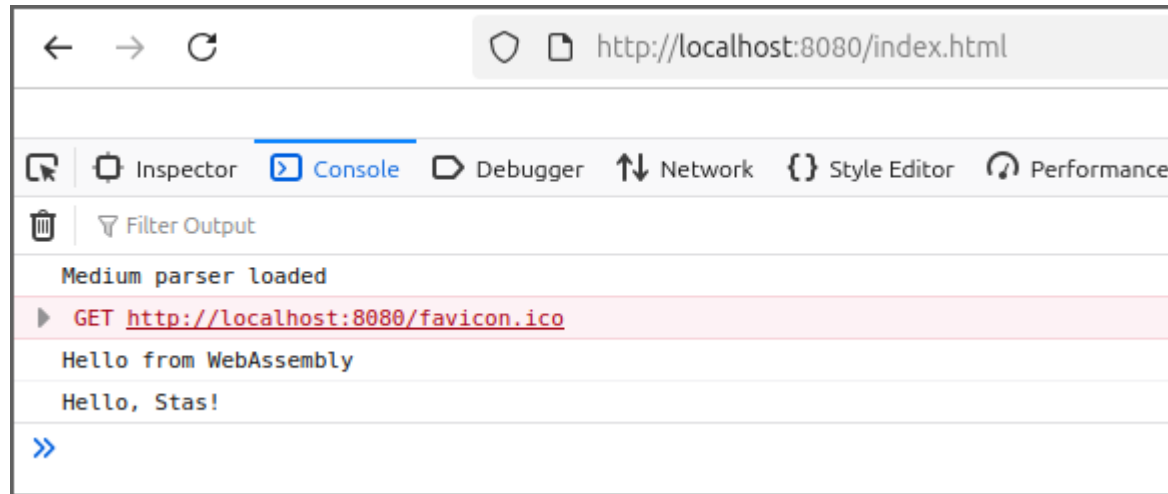 http://localhost:8080/index.html
Inspector Console Debugger Network Style Editor Performance
Filter Output
Medium parser loaded
GET http://localhost:8080/favicon.ico
Hello from WebAssembly
Hello, Stas!